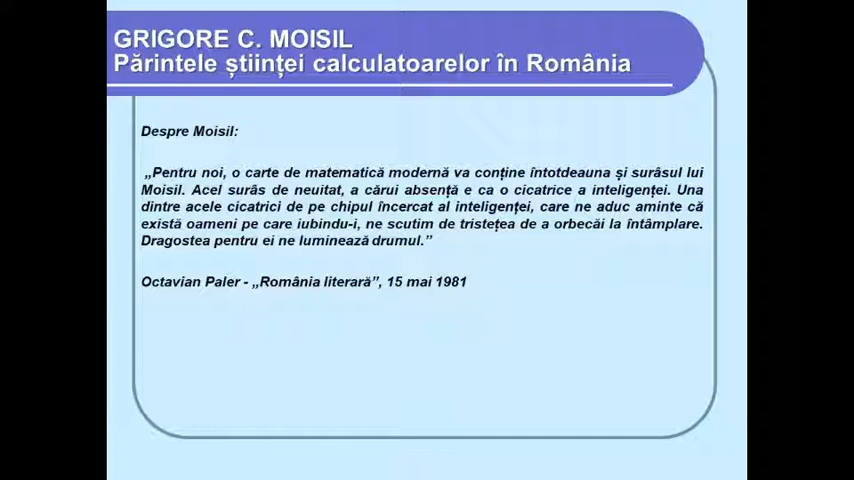 GRIGORE C. MOISIL
Părintele științei calculatoarelor în România
Despre Moisil:
„Pentru noi, o carte de matematică modernă va conține întotdeauna și surâsul lui
Moisil. Acel surâs de neuitat, a cărui absență e ca o cicatrice a inteligenței. Una
dintre acele cicatrici de pe chipul încercat al inteligenței, care ne aduc aminte că
există oameni pe care iubindu-i, ne scutim de tristețea de a orbecăi la întâmplare.
Dragostea pentru ei ne luminează drumul.”
Octavian Paler - „România literară”, 15 mai 1981